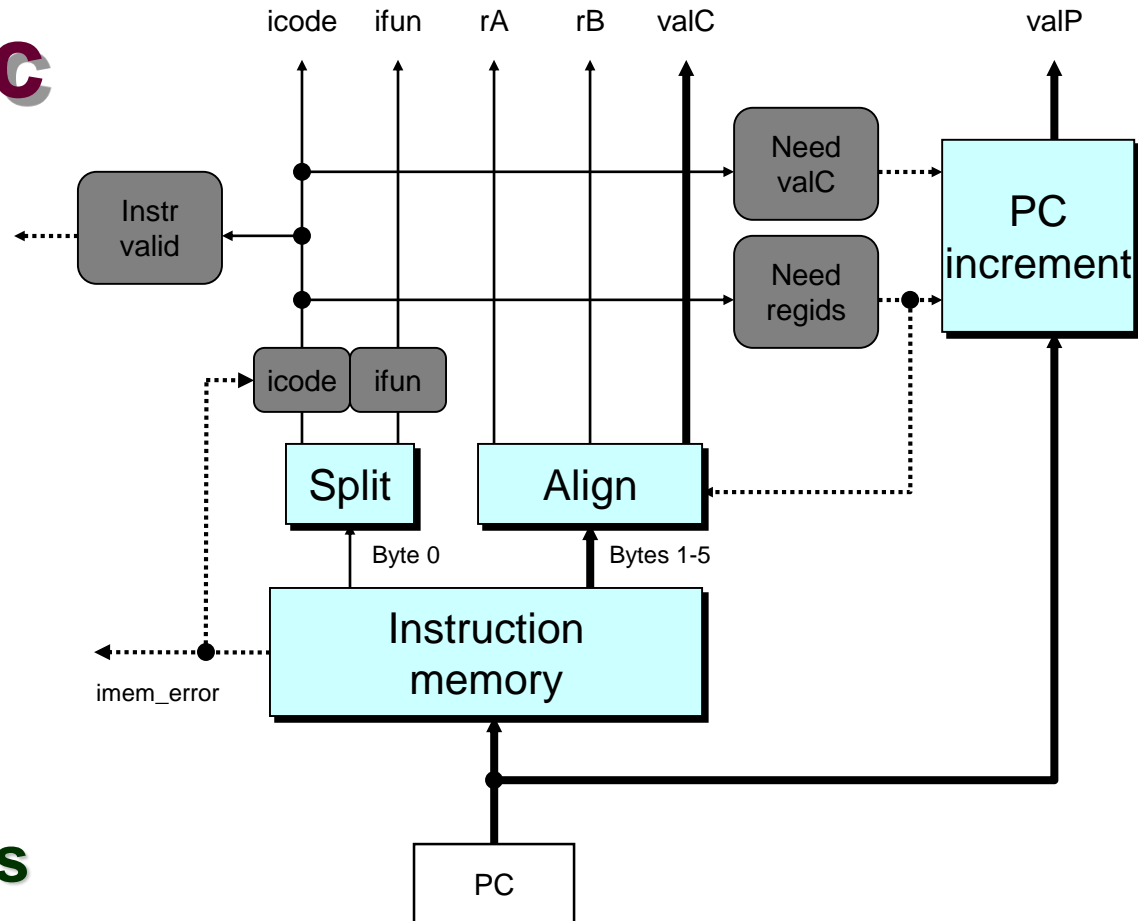 icode ifun rA rB valC valP
c
Need
valC
Instr
valid
PC
increment
Need
regids
icode ifun
Split
Align
Byte 0
Bytes 1-5
Instruction
memory
imem_error
s
PC